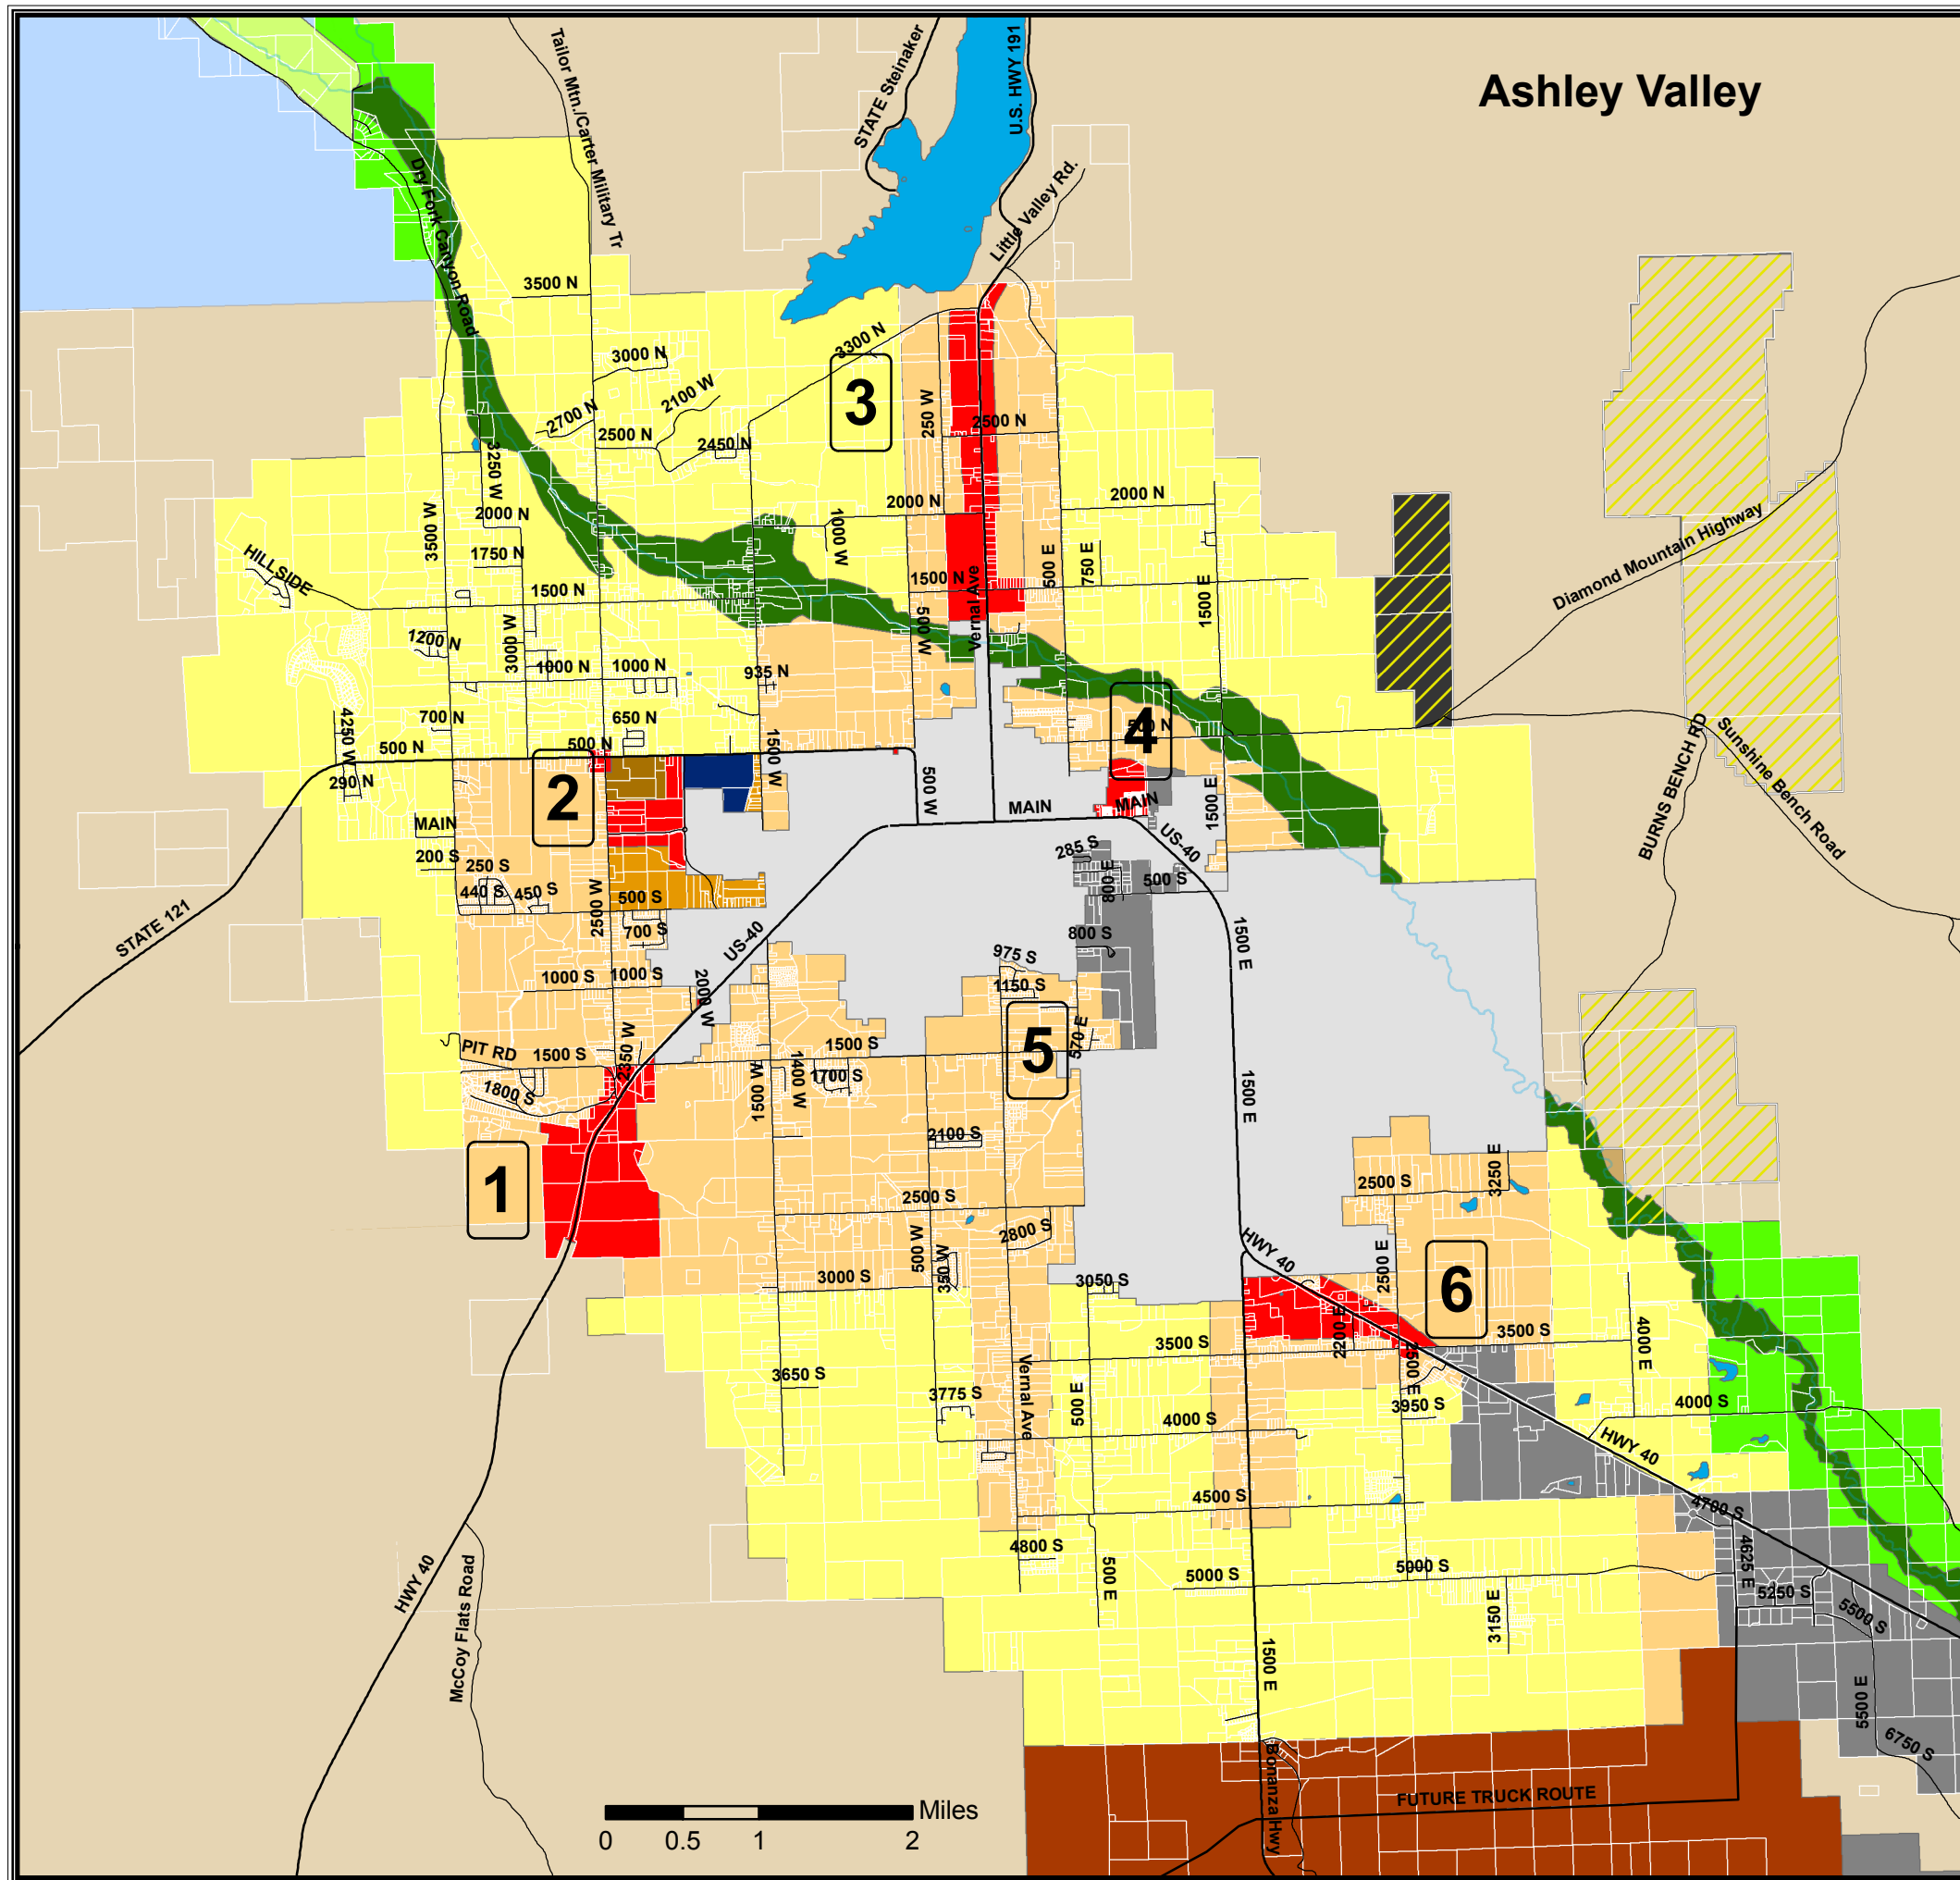 Ashley Valley
Tailor Mtn./Carter Military Tr
STATE Steinaker
U.S. HWY 191
Little Valley Rd.
Dry Fork Canyon Road
3500 N
3300 N
3000 N
2100 W
2700 N
2500 N
2450 N
3
250 W
2500 N
3250 W
2000 N
2000 N
2000 N
3500 W
1000 W
1750 N
HILLSIDE
1500 N
1500 N
500 E
750 E
1500 E
Diamond Mountain Highway
Vernal Ave
500 W
1200 N
3000 W
1000 N
1000 N
935 N
700 N
650 N
4250 W
500 N
500 N
1500 W
4
500 N
BURNS BENCH RD
Sunshine Bench Road
2
290 N
500 W
MAIN
MAIN
1500 E
MAIN
200 S
250 S
440 S
450 S
2500 W
500 S
285 S
US-40
800 E
500 S
STATE 121
700 S
US-40
800 S
1500 E
975 S
1000 S
1000 S
2000 W
1150 S
PIT RD
1500 S
2350 W
1500 S
5
570 E
1800 S
1500 W
1400 W
1700 S
1500 E
2100 S
1
2500 S
2500 S
3250 E
2800 S
500 W
350 W
HWY 40
2500 E
3000 S
3050 S
6
2200 E
3500 S
3500 S
4000 E
3650 S
3775 S
Vernal Ave
500 E
2500 E
3950 S
4000 S
4000 S
HWY 40
4500 S
4700 S
4800 S
HWY 40
McCoy Flats Road
500 E
5000 S
5000 S
4625 E
5250 S
5500 S
3150 E
1500 E
5500 E
6750 S
Bonanza Hwy
FUTURE TRUCK ROUTE
Miles
0 0.5 1 2